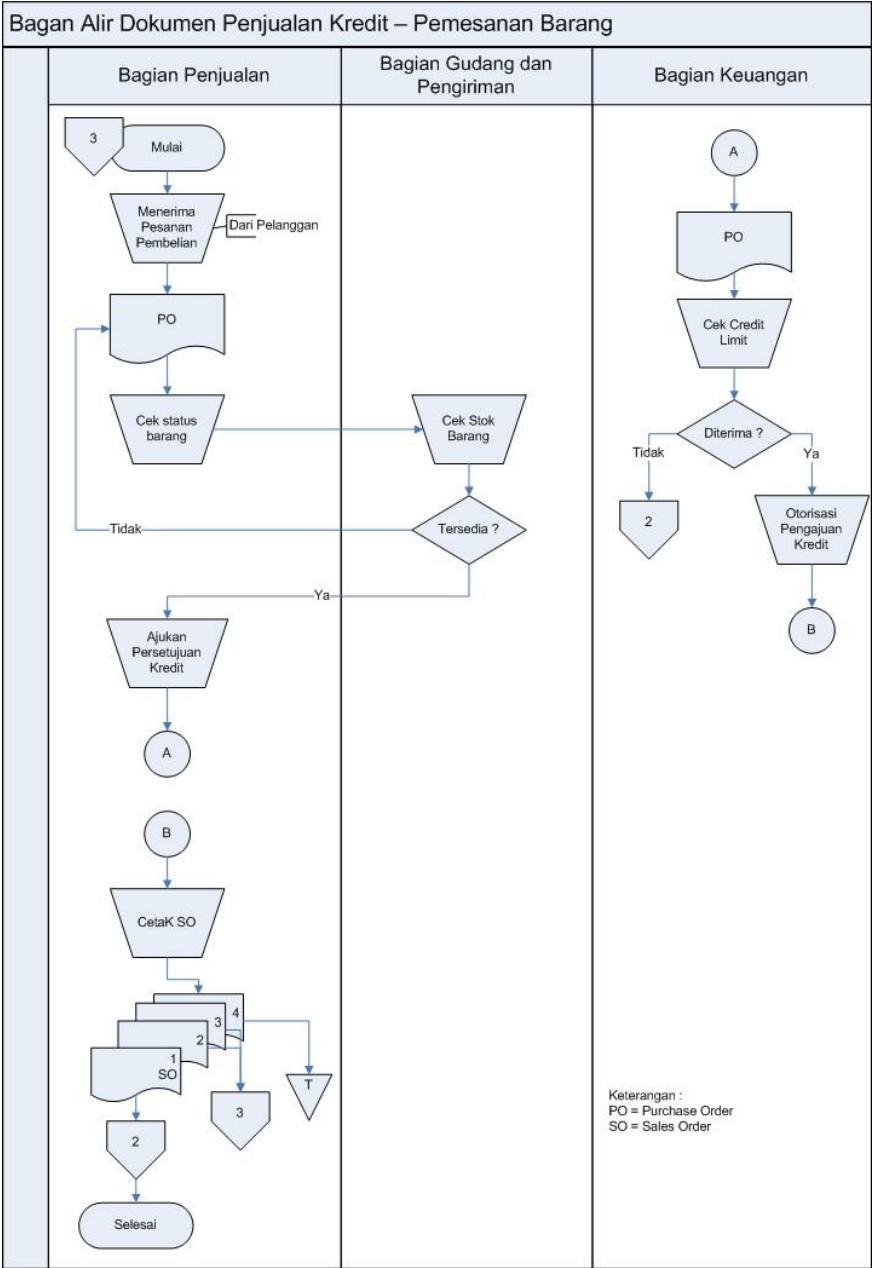 Bagan Alir Dokumen Penjualan Kredit – Pemesanan Barang
Bagian Penjualan
Bagian Gudang dan
Pengiriman
Bagian Keuangan
3
Mulai
Menerima
Pesanan
Pembelian
Dari Pelanggan
PO
Cek status
barang
Cek Stok
Barang
Tersedia ?
Tidak
Ya
Ajukan
Persetujuan
Kredit
A
B
CetaK SO
4
3
2
1
SO
T
3
2
Selesai
A
PO
Cek Credit
Limit
Diterima ?
Tidak
Ya
2
Otorisasi
Pengajuan
Kredit
B
Keterangan :
PO = Purchase Order
SO = Sales Order